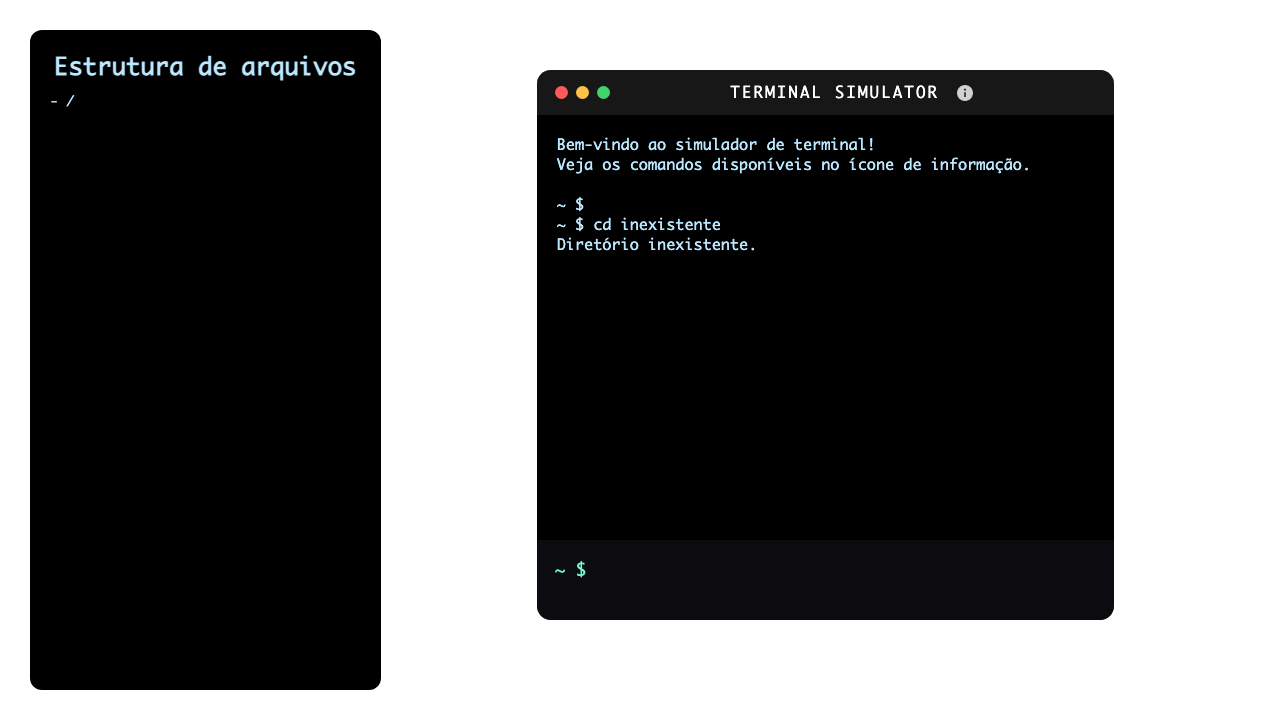 Estrutura de arquivos
- /
TERMINAL SIMULATOR
Bem-vindo ao simulador de terminal!
Veja os comandos disponíveis no ícone de informação.
~ $
~ $ cd inexistente
Diretório inexistente.
~ $